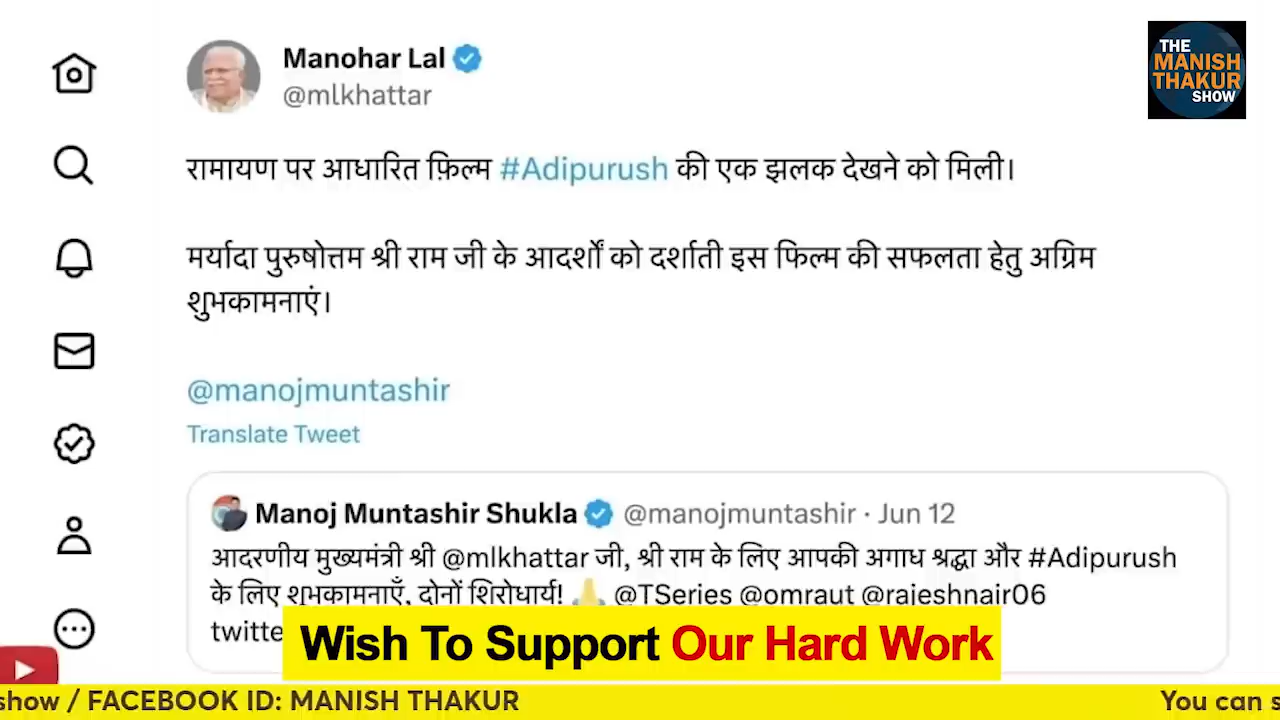 THE
MANISH
THAKUR
SHOW
Manohar Lal
@mlkhattar
रामायण पर आधारित फ़िल्म #Adipurush की एक झलक देखने को मिली।
मर्यादा पुरुषोत्तम श्री राम जी के आदर्शों को दर्शाती इस फिल्म की सफलता हेतु अग्रिम
शुभकामनाएं।
@manojmuntashir
Translate Tweet
Manoj Muntashir Shukla @manojmuntashir · Jun 12
आदरणीय मुख्यमंत्री श्री @mlkhattar जी, श्री राम के लिए आपकी अगाध श्रद्धा और #Adipurush
के लिए शुभकामनाएँ, दोनों शिरोधार्य! 🙏 @TSeries @omraut @rajeshnair06
twitte
Wish To Support Our Hard Work
show / FACEBOOK ID: MANISH THAKUR
You can s